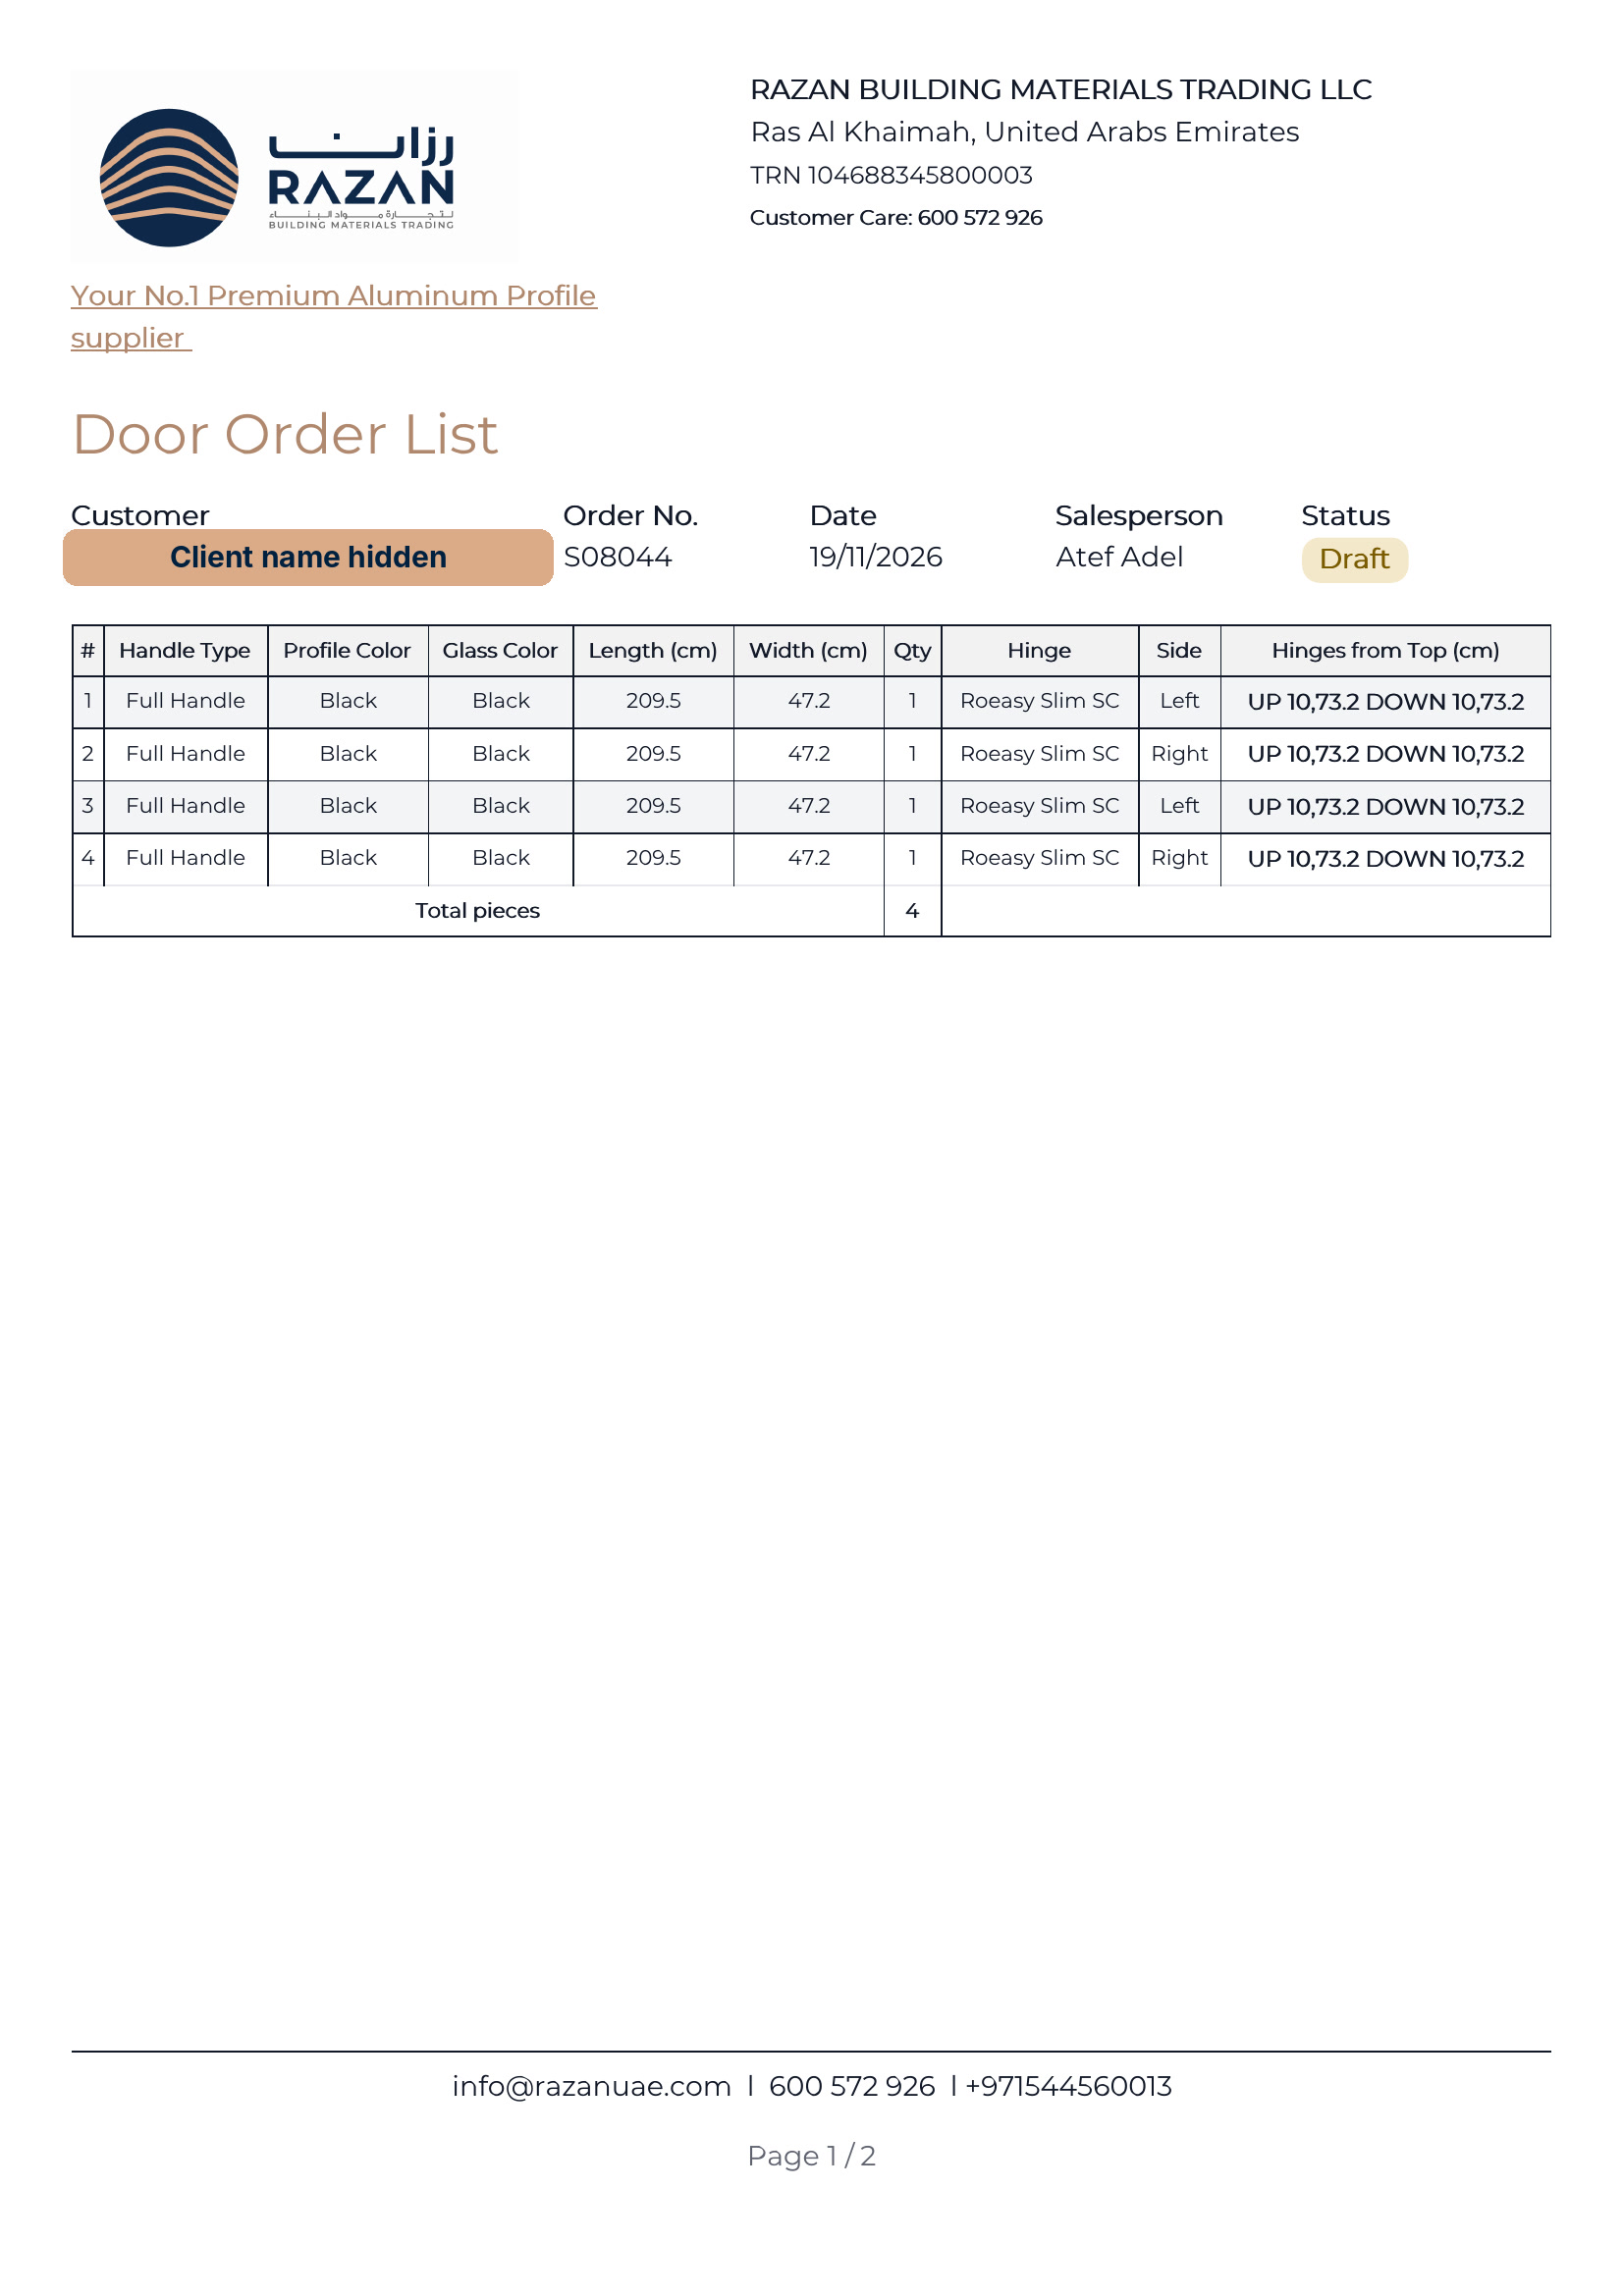 رزان
RAZAN
لتجارة مواد البناء
BUILDING MATERIALS TRADING
RAZAN BUILDING MATERIALS TRADING LLC
Ras Al Khaimah, United Arabs Emirates
TRN 104688345800003
Customer Care: 600 572 926
Your No.1 Premium Aluminum Profile
supplier
Door Order List
Customer Order No. Date Salesperson Status
Client name hidden S08044 19/11/2026 Atef Adel Draft
# Handle Type Profile Color Glass Color Length (cm) Width (cm) Qty Hinge Side Hinges from Top (cm)
1 Full Handle Black Black 209.5 47.2 1 Roeasy Slim SC Left UP 10,73.2 DOWN 10,73.2
2 Full Handle Black Black 209.5 47.2 1 Roeasy Slim SC Right UP 10,73.2 DOWN 10,73.2
3 Full Handle Black Black 209.5 47.2 1 Roeasy Slim SC Left UP 10,73.2 DOWN 10,73.2
4 Full Handle Black Black 209.5 47.2 1 Roeasy Slim SC Right UP 10,73.2 DOWN 10,73.2
Total pieces 4
info@razanuae.com l 600 572 926 l +971544560013
Page 1 / 2